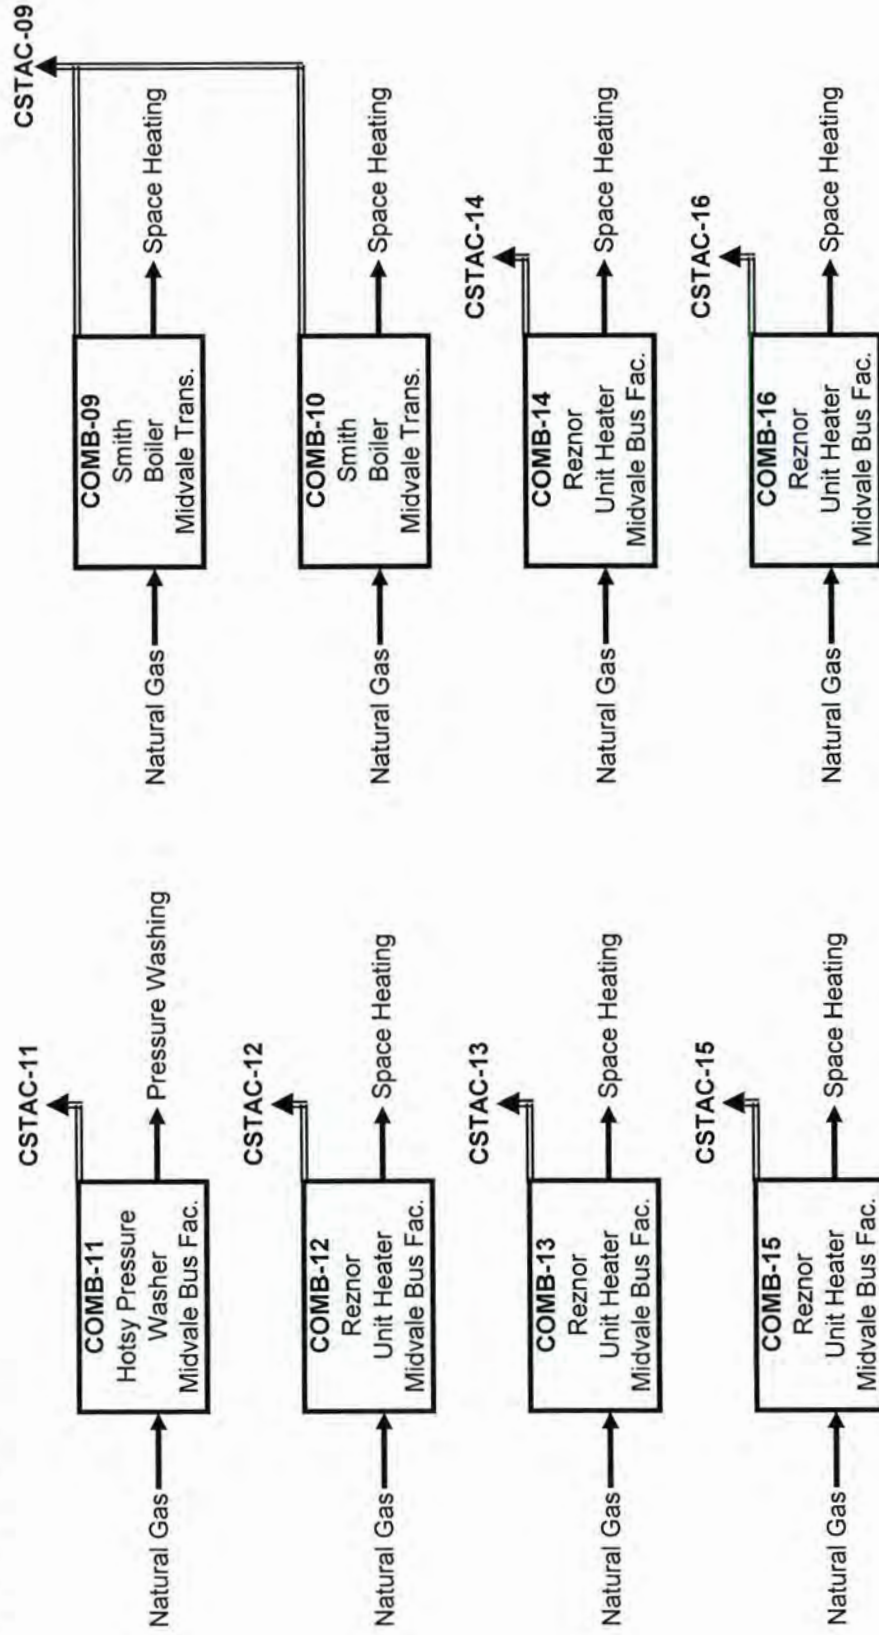 CSTAC-11
Natural Gas
COMB-11
Hotsy Pressure
Washer
Midvale Bus Fac.
Pressure Washing
CSTAC-09
Natural Gas
COMB-09
Smith
Boiler
Midvale Trans.
Space Heating
CSTAC-12
Natural Gas
COMB-12
Reznor
Unit Heater
Midvale Bus Fac.
Space Heating
Natural Gas
COMB-10
Smith
Boiler
Midvale Trans.
Space Heating
CSTAC-13
Natural Gas
COMB-13
Reznor
Unit Heater
Midvale Bus Fac.
Space Heating
CSTAC-14
Natural Gas
COMB-14
Reznor
Unit Heater
Midvale Bus Fac.
Space Heating
CSTAC-15
Natural Gas
COMB-15
Reznor
Unit Heater
Midvale Bus Fac.
Space Heating
CSTAC-16
Natural Gas
COMB-16
Reznor
Unit Heater
Midvale Bus Fac.
Space Heating